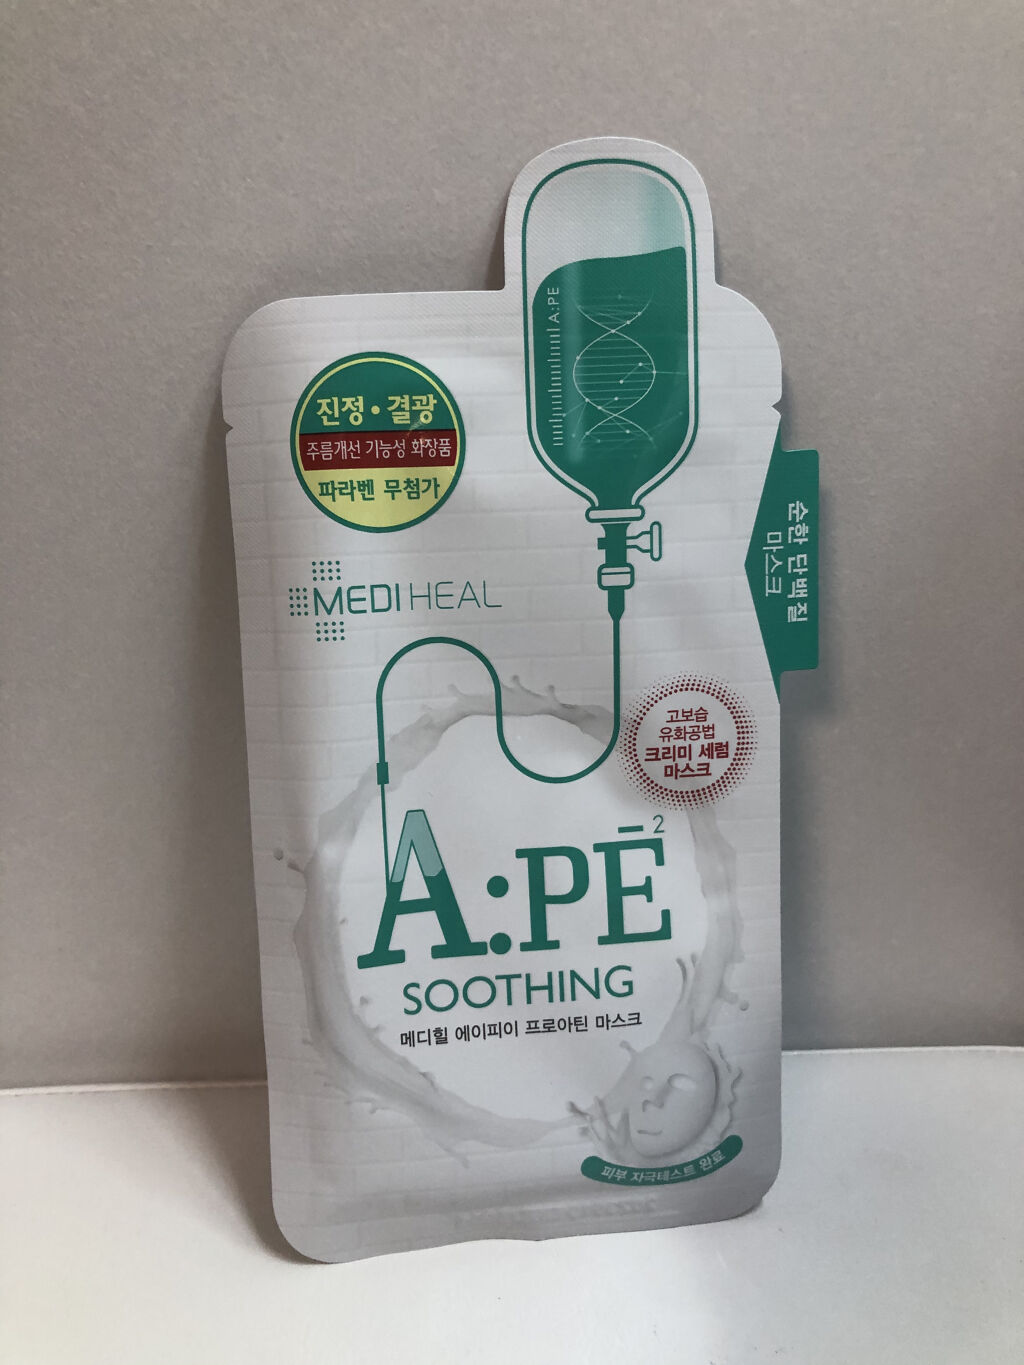 A:PE
진정 • 결광
주름개선 기능성 화장품
파라벤 무첨가
순한 단백질
마스크
MEDIHEAL
고보습
유화공법
크리미 세럼
마스크
A:PĒ²
SOOTHING
메디힐 에이피이 프로아틴 마스크
피부 자극테스트 완료